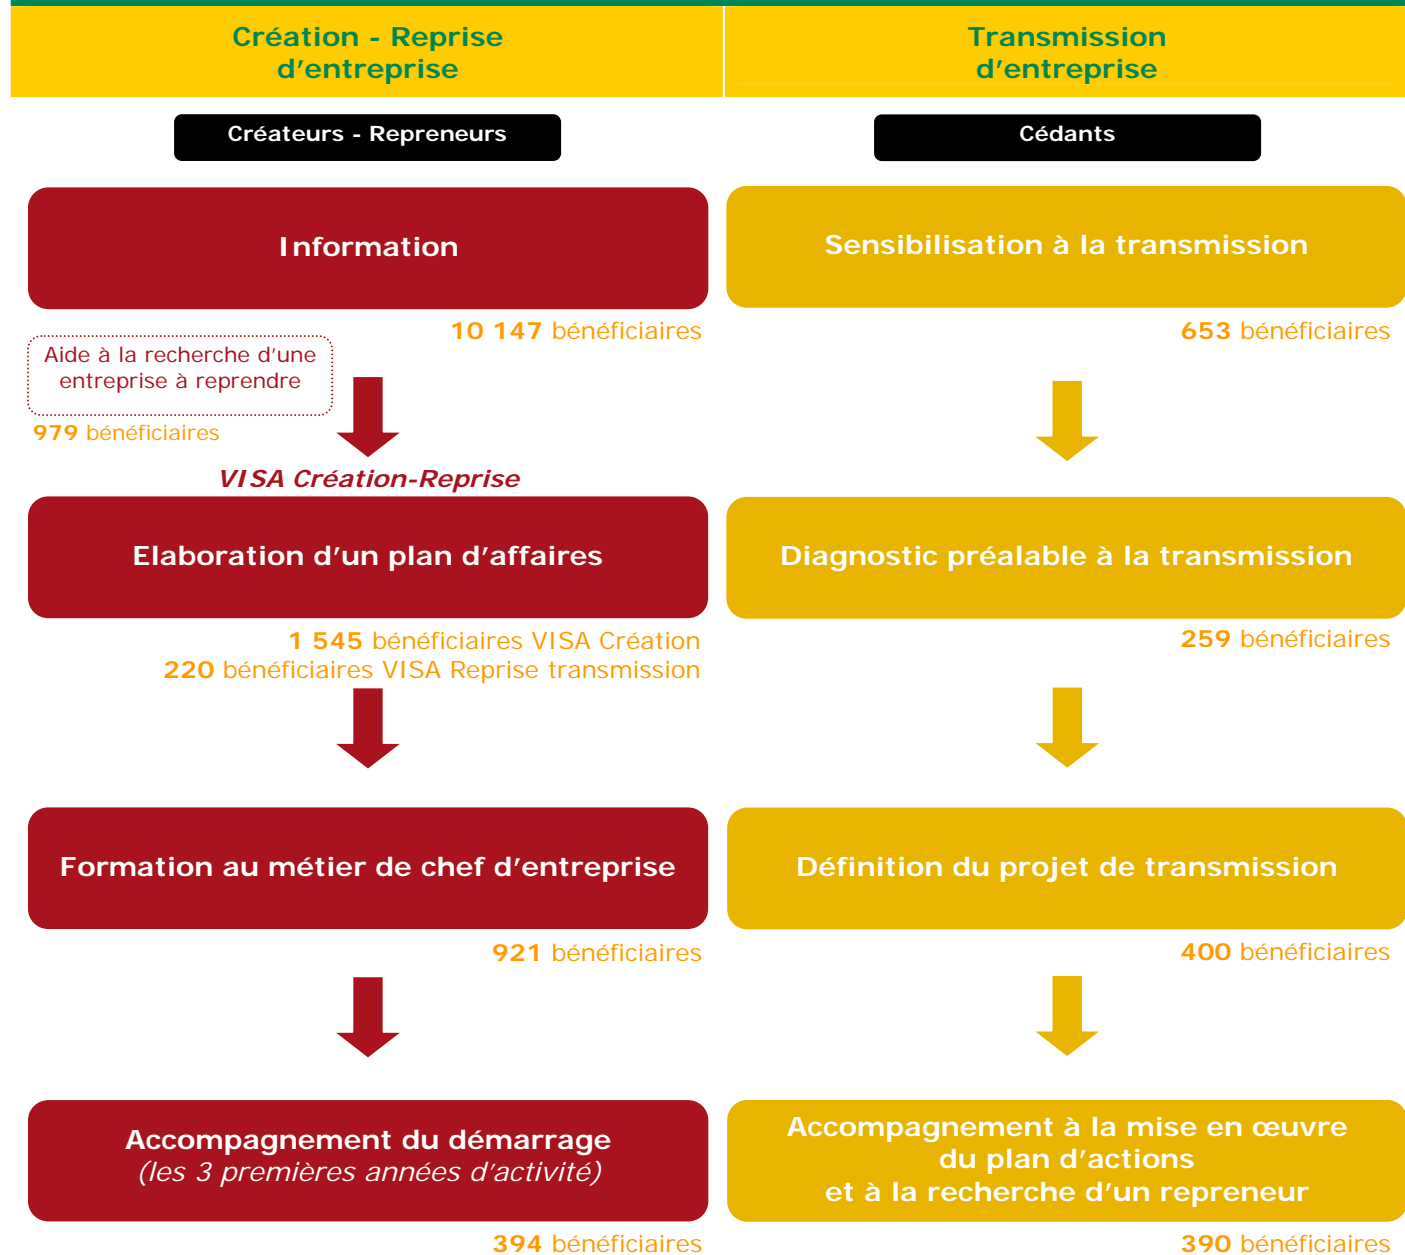 Création - Reprise
d'entreprise
Transmission
d'entreprise
Créateurs - Repreneurs
Cédants
Information
Sensibilisation à la transmission
10 147 bénéficiaires
653 bénéficiaires
Aide à la recherche d'une
entreprise à reprendre
979 bénéficiaires
VISA Création-Reprise
Elaboration d'un plan d'affaires
Diagnostic préalable à la transmission
1 545 bénéficiaires VISA Création
220 bénéficiaires VISA Reprise transmission
259 bénéficiaires
Formation au métier de chef d'entreprise
Définition du projet de transmission
921 bénéficiaires
400 bénéficiaires
Accompagnement du démarrage
(les 3 premières années d'activité)
Accompagnement à la mise en œuvre
du plan d'actions
et à la recherche d'un repreneur
394 bénéficiaires
390 bénéficiaires